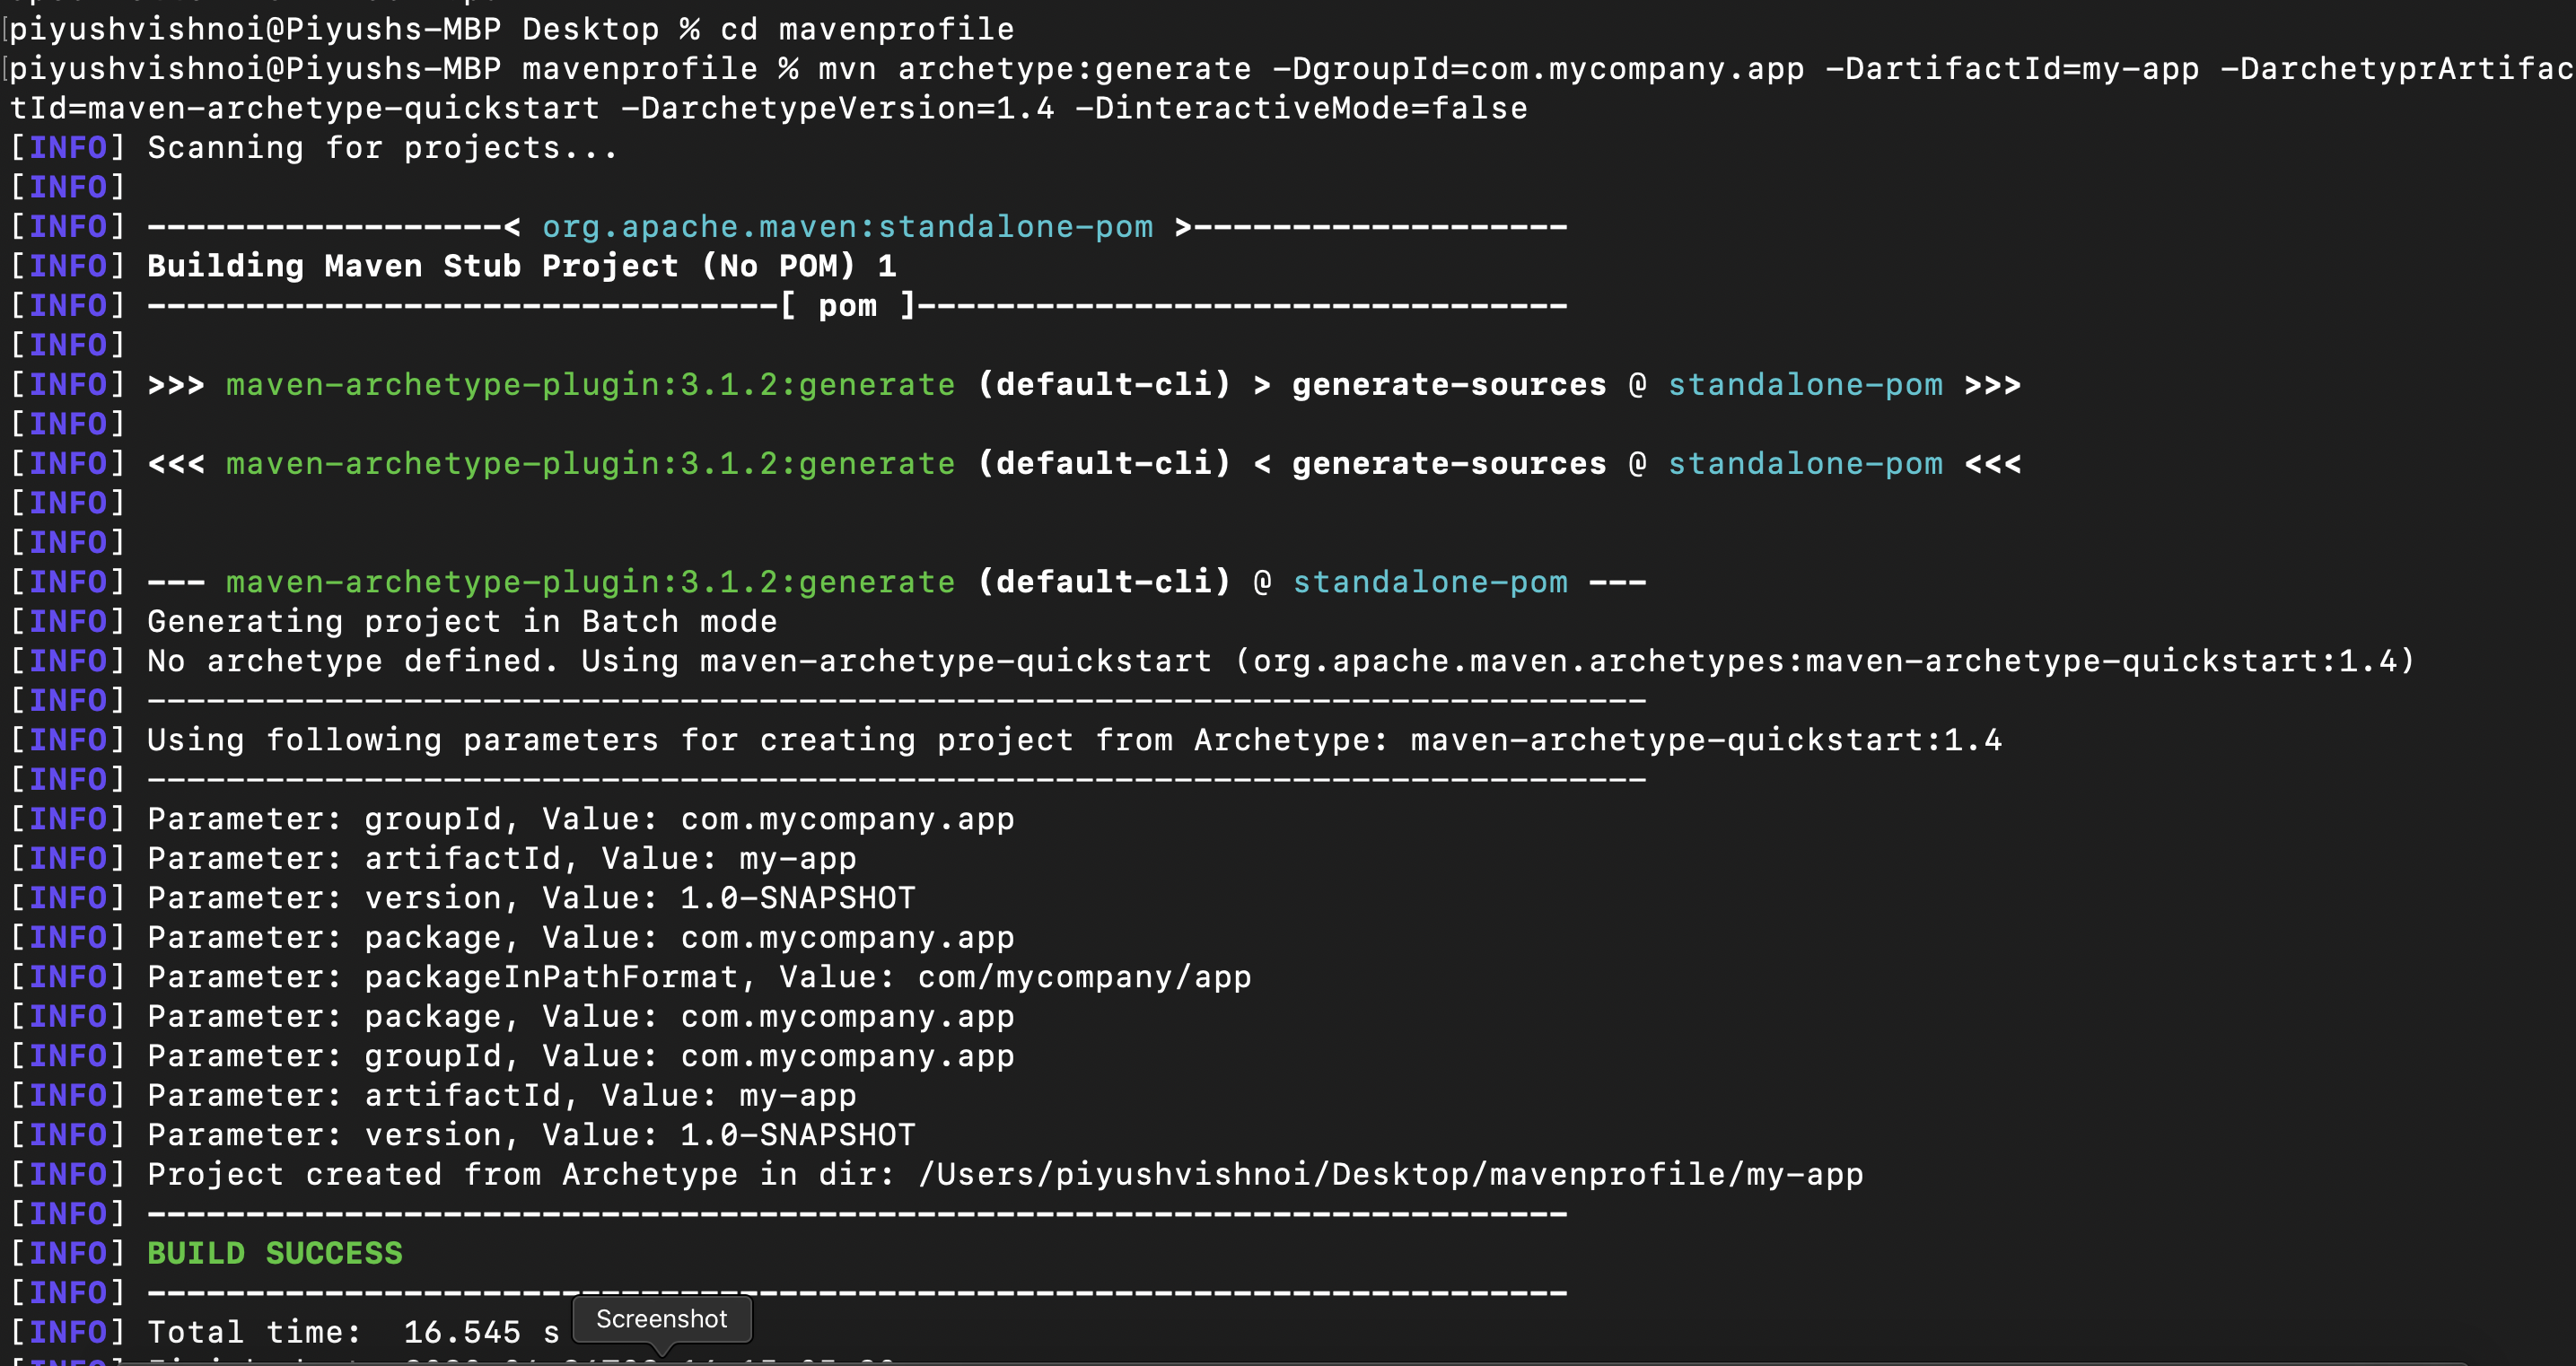 [piyushvishnoi@Piyushs-MBP Desktop % cd mavenprofile
[piyushvishnoi@Piyushs-MBP mavenprofile % mvn archetype:generate -DgroupId=com.mycompany.app -DartifactId=my-app -DarchetyprArtifac
tId=maven-archetype-quickstart -DarchetypeVersion=1.4 -DinteractiveMode=false
[INFO] Scanning for projects...
[INFO]
[INFO] ------------------< org.apache.maven:standalone-pom >-------------------
[INFO] Building Maven Stub Project (No POM) 1
[INFO] --------------------------------[ pom ]---------------------------------
[INFO]
[INFO] >>> maven-archetype-plugin:3.1.2:generate (default-cli) > generate-sources @ standalone-pom >>>
[INFO]
[INFO] <<< maven-archetype-plugin:3.1.2:generate (default-cli) < generate-sources @ standalone-pom <<<
[INFO]
[INFO]
[INFO] --- maven-archetype-plugin:3.1.2:generate (default-cli) @ standalone-pom ---
[INFO] Generating project in Batch mode
[INFO] No archetype defined. Using maven-archetype-quickstart (org.apache.maven.archetypes:maven-archetype-quickstart:1.4)
[INFO] ----------------------------------------------------------------------------
[INFO] Using following parameters for creating project from Archetype: maven-archetype-quickstart:1.4
[INFO] ----------------------------------------------------------------------------
[INFO] Parameter: groupId, Value: com.mycompany.app
[INFO] Parameter: artifactId, Value: my-app
[INFO] Parameter: version, Value: 1.0-SNAPSHOT
[INFO] Parameter: package, Value: com.mycompany.app
[INFO] Parameter: packageInPathFormat, Value: com/mycompany/app
[INFO] Parameter: package, Value: com.mycompany.app
[INFO] Parameter: groupId, Value: com.mycompany.app
[INFO] Parameter: artifactId, Value: my-app
[INFO] Parameter: version, Value: 1.0-SNAPSHOT
[INFO] Project created from Archetype in dir: /Users/piyushvishnoi/Desktop/mavenprofile/my-app
[INFO] ------------------------------------------------------------------------
[INFO] BUILD SUCCESS
[INFO] ------------------------------------------------------------------------
[INFO] Total time:  16.545 s
Screenshot